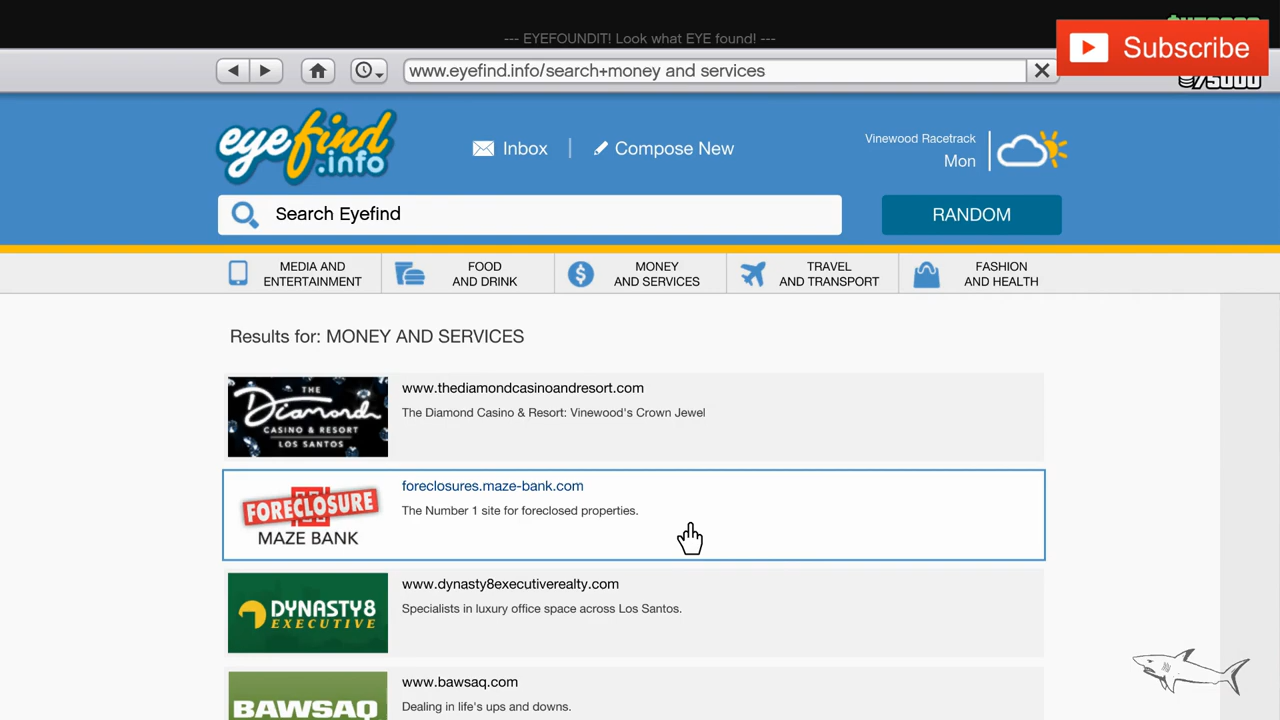 --- EYEFOUNDIT! Look what EYE found! ---
Subscribe
www.eyefind.info/search+money and services
/5000
eyefind
.info
Inbox
Compose New
Vinewood Racetrack
Mon
Search Eyefind
RANDOM
MEDIA AND
ENTERTAINMENT
FOOD
AND DRINK
MONEY
AND SERVICES
TRAVEL
AND TRANSPORT
FASHION
AND HEALTH
Results for: MONEY AND SERVICES
THE
Diamond
CASINO & RESORT
LOS SANTOS
www.thediamondcasinoandresort.com
The Diamond Casino & Resort: Vinewood's Crown Jewel
FORECLOSURE
MAZE BANK
foreclosures.maze-bank.com
The Number 1 site for foreclosed properties.
DYNASTY8
EXECUTIVE
www.dynasty8executiverealty.com
Specialists in luxury office space across Los Santos.
BAWSAQ
www.bawsaq.com
Dealing in life's ups and downs.